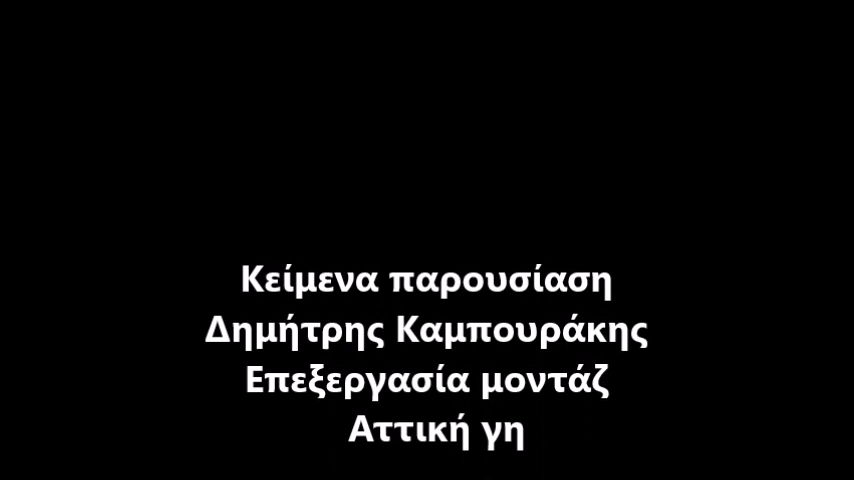 Κείμενα παρουσίαση
Δημήτρης Καμπουράκης
Επεξεργασία μοντάζ
Αττική γη